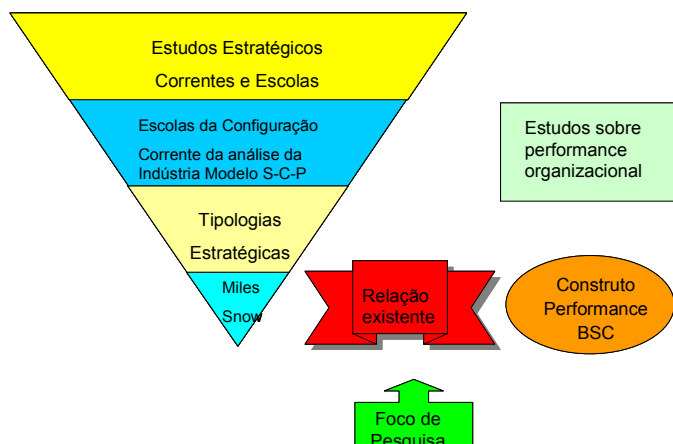 Estudos Estratégicos
Correntes e Escolas
Escolas da Configuração
Corrente da análise da
Indústria Modelo S-C-P
Tipologias
Estratégicas
Miles
Snow
Estudos sobre
performance
organizacional
Relação
existente
Construto
Performance
BSC
Foco de
Pesquisa